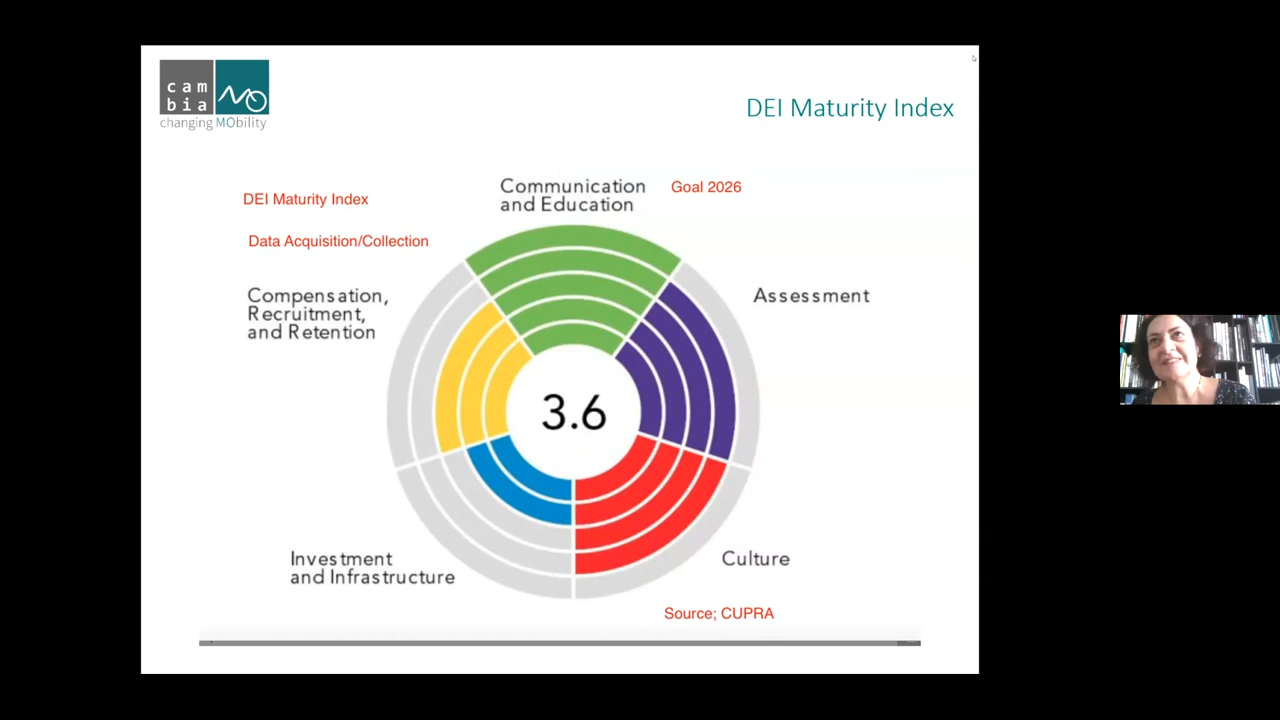 cam
bia
MO
changing MObility
DEI Maturity Index
DEI Maturity Index
Data Acquisition/Collection
Communication
and Education
Goal 2026
Compensation,
Recruitment,
and Retention
Assessment
3.6
Investment
and Infrastructure
Culture
Source; CUPRA